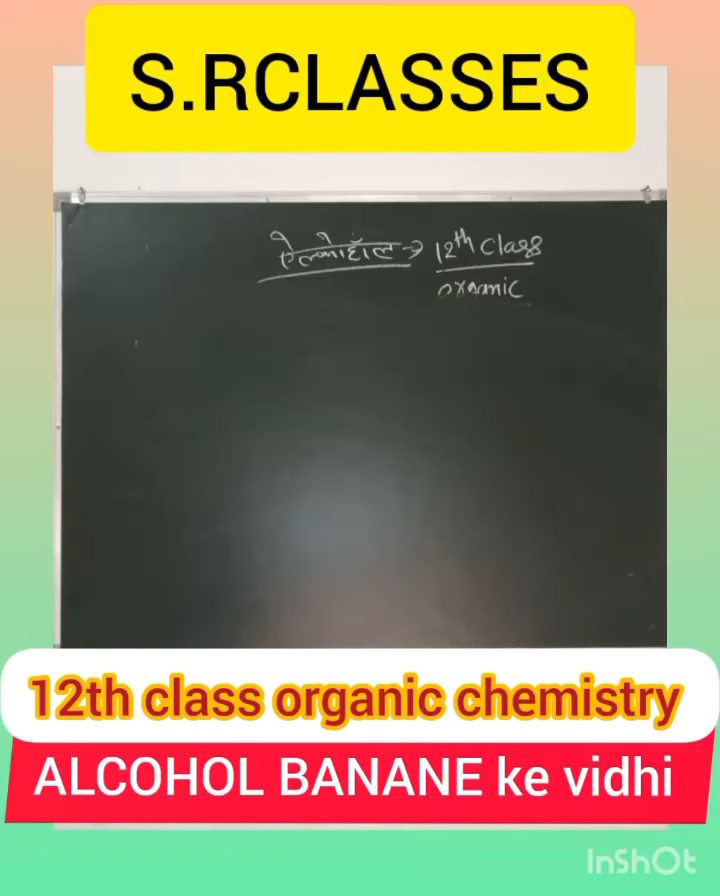 S.RCLASSES
ऐल्कोहॉल → 12th Class
organic
12th class organic chemistry
ALCOHOL BANANE ke vidhi
InShOt